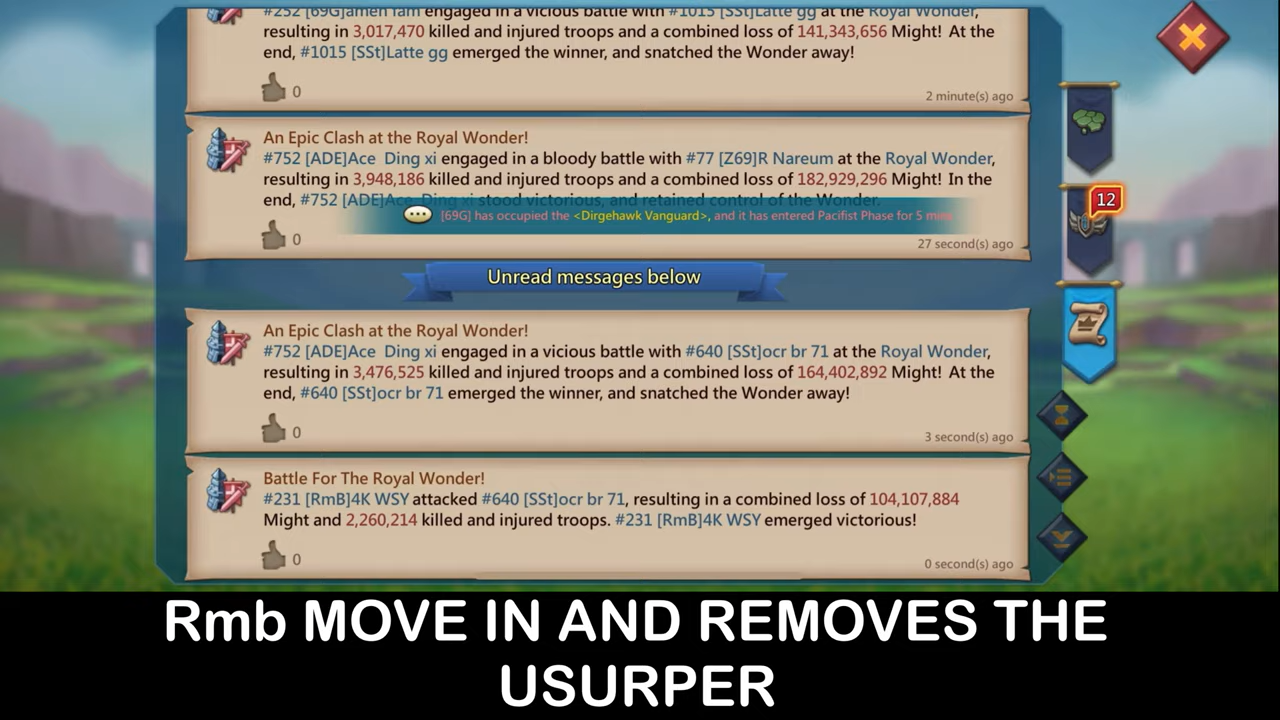 #252 [69G]amen fam engaged in a vicious battle with #1015 [SSt]Latte gg at the Royal Wonder,
resulting in 3,017,470 killed and injured troops and a combined loss of 141,343,656 Might! At the
end, #1015 [SSt]Latte gg emerged the winner, and snatched the Wonder away!
0
2 minute(s) ago
An Epic Clash at the Royal Wonder!
#752 [ADE]Ace Ding xi engaged in a bloody battle with #77 [Z69]R Nareum at the Royal Wonder,
resulting in 3,948,186 killed and injured troops and a combined loss of 182,929,296 Might! In the
end, #752 [ADE]Ace Ding xi stood victorious, and retained control of the Wonder.
[69G] has occupied the <Dirgehawk Vanguard>, and it has entered Pacifist Phase for 5
12
0
27 second(s) ago
Unread messages below
An Epic Clash at the Royal Wonder!
#752 [ADE]Ace Ding xi engaged in a vicious battle with #640 [SSt]ocr br 71 at the Royal Wonder,
resulting in 3,476,525 killed and injured troops and a combined loss of 164,402,892 Might! At the
end, #640 [SSt]ocr br 71 emerged the winner, and snatched the Wonder away!
0
3 second(s) ago
Battle For The Royal Wonder!
#231 [RmB]4K WSY attacked #640 [SSt]ocr br 71, resulting in a combined loss of 104,107,884
Might and 2,260,214 killed and injured troops. #231 [RmB]4K WSY emerged victorious!
0
0 second(s) ago
Rmb MOVE IN AND REMOVES THE
USURPER